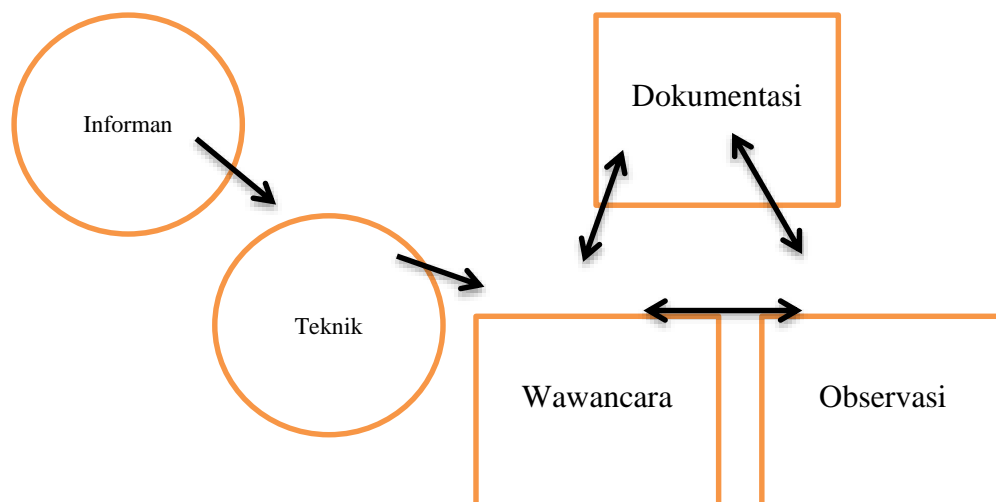 Informan
Dokumentasi
Teknik
Wawancara
Observasi